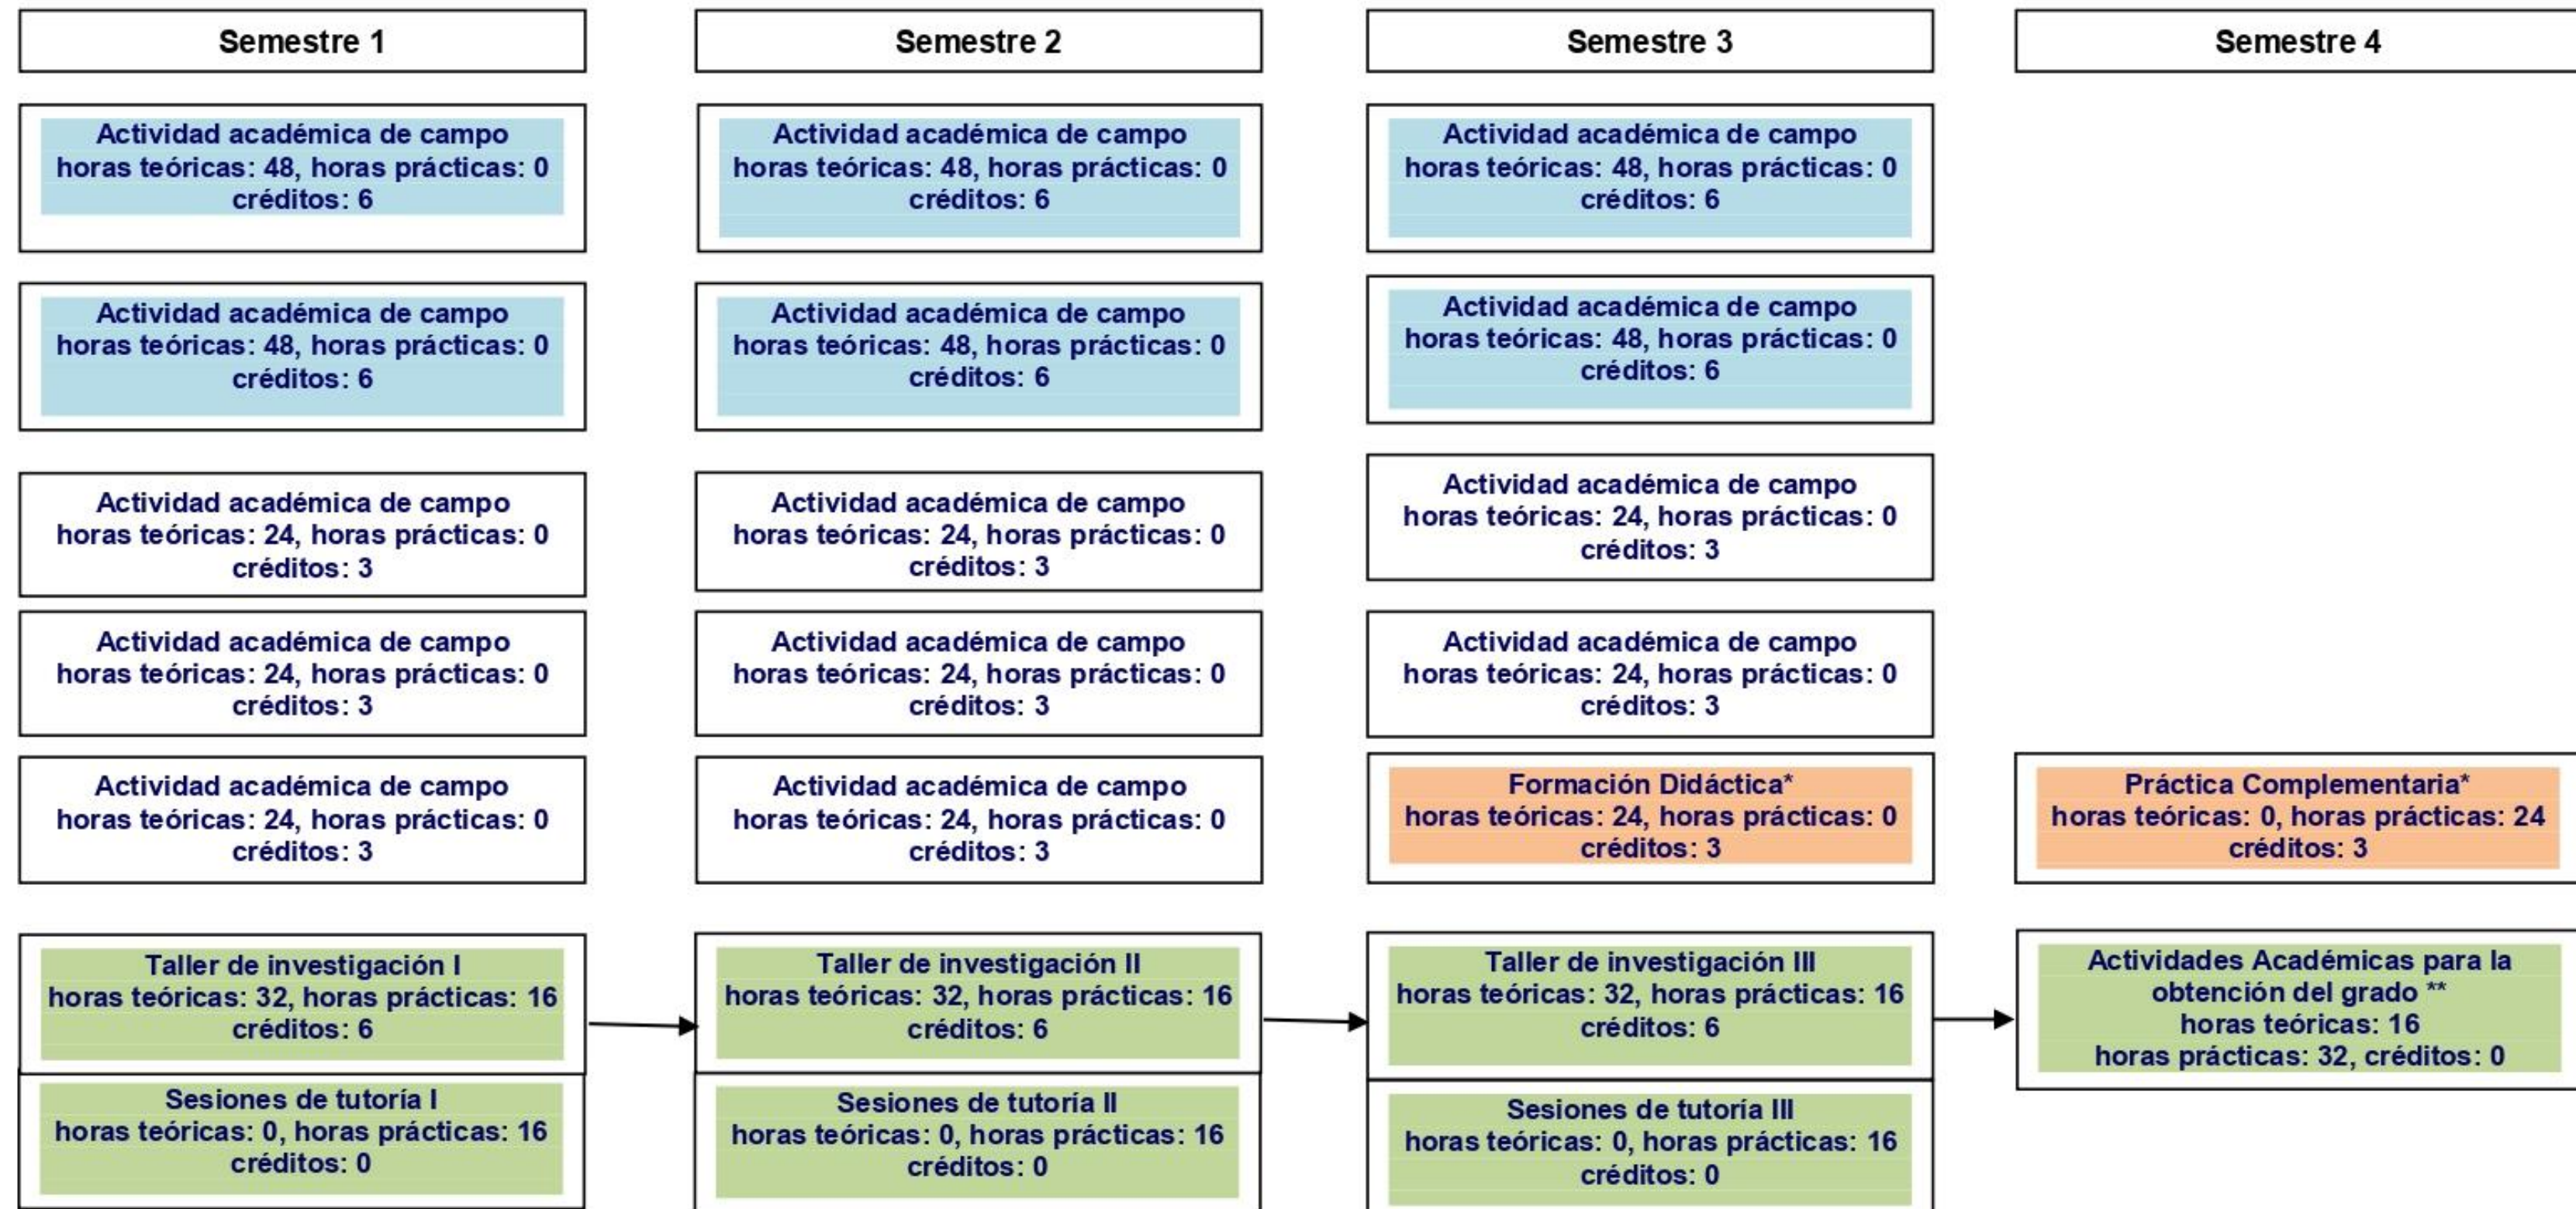 Semestre 1
Semestre 2
Semestre 3
Semestre 4
Actividad académica de campo
horas teóricas: 48, horas prácticas: 0
créditos: 6
Actividad académica de campo
horas teóricas: 48, horas prácticas: 0
créditos: 6
Actividad académica de campo
horas teóricas: 48, horas prácticas: 0
créditos: 6
Actividad académica de campo
horas teóricas: 48, horas prácticas: 0
créditos: 6
Actividad académica de campo
horas teóricas: 48, horas prácticas: 0
créditos: 6
Actividad académica de campo
horas teóricas: 48, horas prácticas: 0
créditos: 6
Actividad académica de campo
horas teóricas: 24, horas prácticas: 0
créditos: 3
Actividad académica de campo
horas teóricas: 24, horas prácticas: 0
créditos: 3
Actividad académica de campo
horas teóricas: 24, horas prácticas: 0
créditos: 3
Actividad académica de campo
horas teóricas: 24, horas prácticas: 0
créditos: 3
Actividad académica de campo
horas teóricas: 24, horas prácticas: 0
créditos: 3
Actividad académica de campo
horas teóricas: 24, horas prácticas: 0
créditos: 3
Actividad académica de campo
horas teóricas: 24, horas prácticas: 0
créditos: 3
Actividad académica de campo
horas teóricas: 24, horas prácticas: 0
créditos: 3
Formación Didáctica*
horas teóricas: 24, horas prácticas: 0
créditos: 3
Práctica Complementaria*
horas teóricas: 0, horas prácticas: 24
créditos: 3
Taller de investigación I
horas teóricas: 32, horas prácticas: 16
créditos: 6
Taller de investigación II
horas teóricas: 32, horas prácticas: 16
créditos: 6
Taller de investigación III
horas teóricas: 32, horas prácticas: 16
créditos: 6
Actividades Académicas para la
obtención del grado **
horas teóricas: 16
horas prácticas: 32, créditos: 0
Sesiones de tutoría I
horas teóricas: 0, horas prácticas: 16
créditos: 0
Sesiones de tutoría II
horas teóricas: 0, horas prácticas: 16
créditos: 0
Sesiones de tutoría III
horas teóricas: 0, horas prácticas: 16
créditos: 0